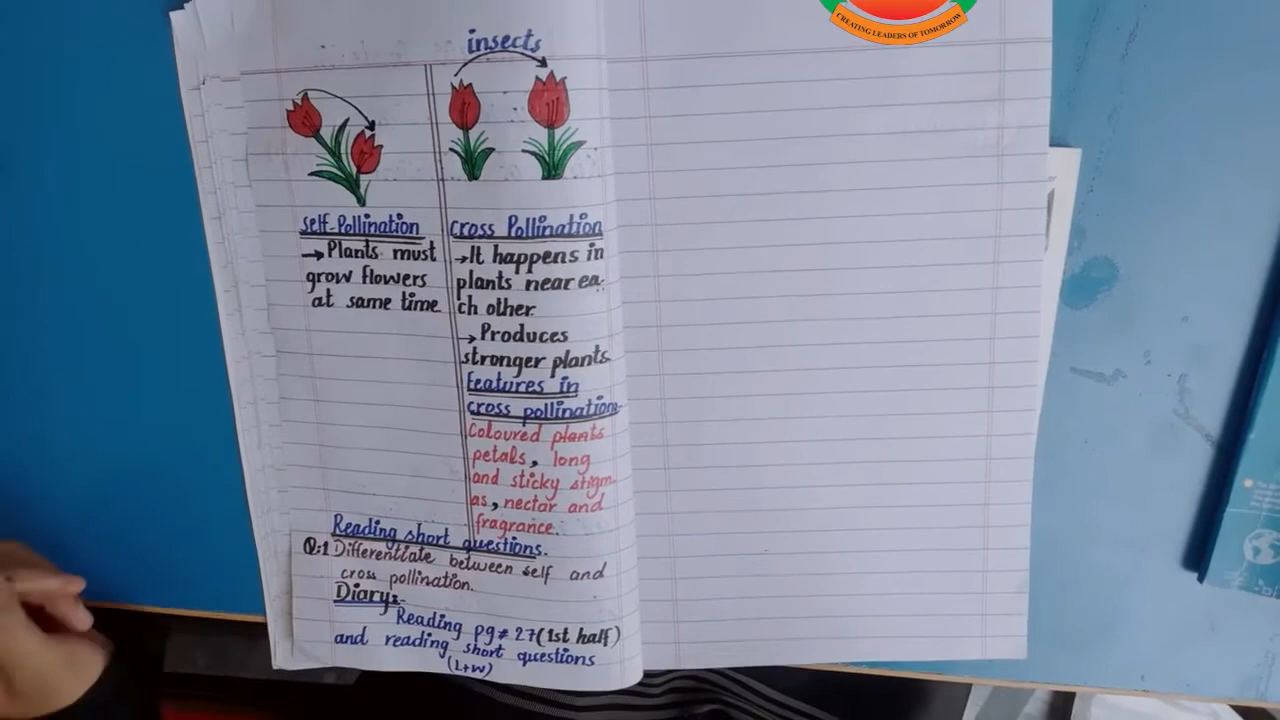 CREATING LEADERS OF TOMORROW
insects
self-Pollination
→Plants must
grow flowers
at same time.
cross Pollination
→It happens in
plants near ea-
ch other
→Produces
stronger plants.
Features in
cross pollination:-
Coloured plants
petals, long
and sticky stigm-
as, nectar and
fragrance.
Reading short questions.
Q:1 Differentiate between self and
cross pollination.
Diary:-
Reading pg# 27(1st half)
and reading short questions
(L+W)